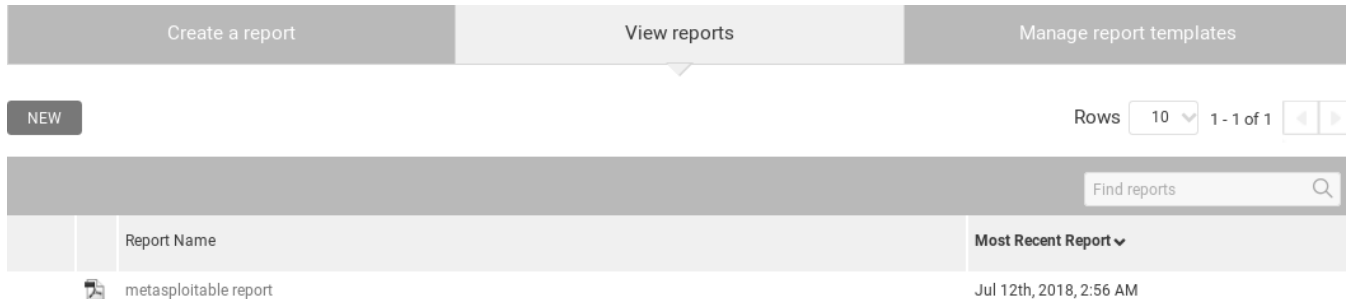 Create a report
View reports
Manage report templates
NEW
Rows 10 1 - 1 of 1
Find reports
Report Name
Most Recent Report
metasploitable report
Jul 12th, 2018, 2:56 AM